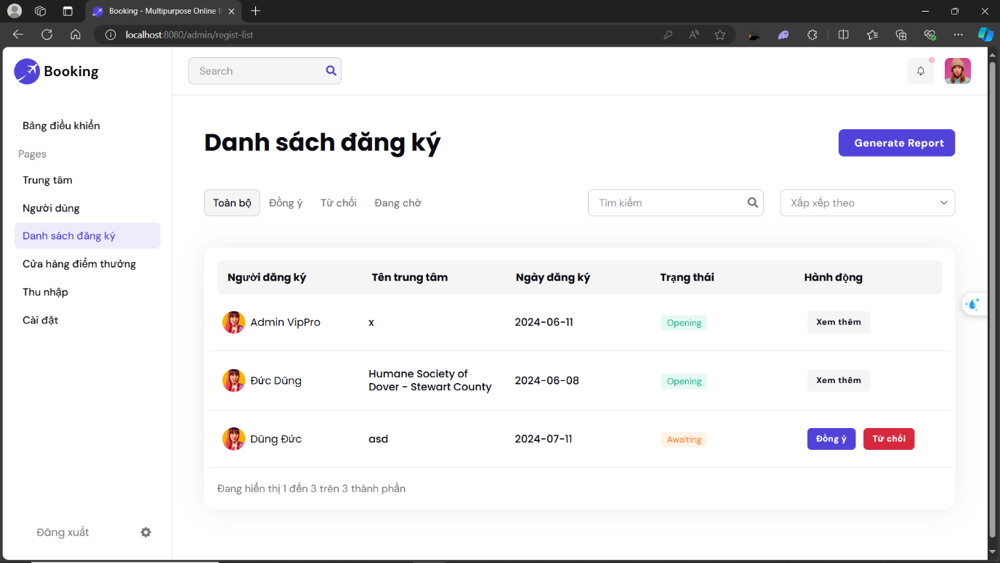 Booking - Multipurpose Online B
localhost:8080/admin/regist-list
Booking
Search
Bảng điều khiển
Pages
Trung tâm
Người dùng
Danh sách đăng ký
Cửa hàng điểm thưởng
Thu nhập
Cài đặt
Đăng xuất
Danh sách đăng ký
Generate Report
Toàn bộ Đồng ý Từ chối Đang chờ Tìm kiếm Xắp xếp theo
Người đăng ký Tên trung tâm Ngày đăng ký Trạng thái Hành động
Admin VipPro x 2024-06-11 Opening Xem thêm
Đức Dũng Humane Society of Dover - Stewart County 2024-06-08 Opening Xem thêm
Dũng Đức asd 2024-07-11 Awaiting Đồng ý Từ chối
Đang hiển thị 1 đến 3 trên 3 thành phần